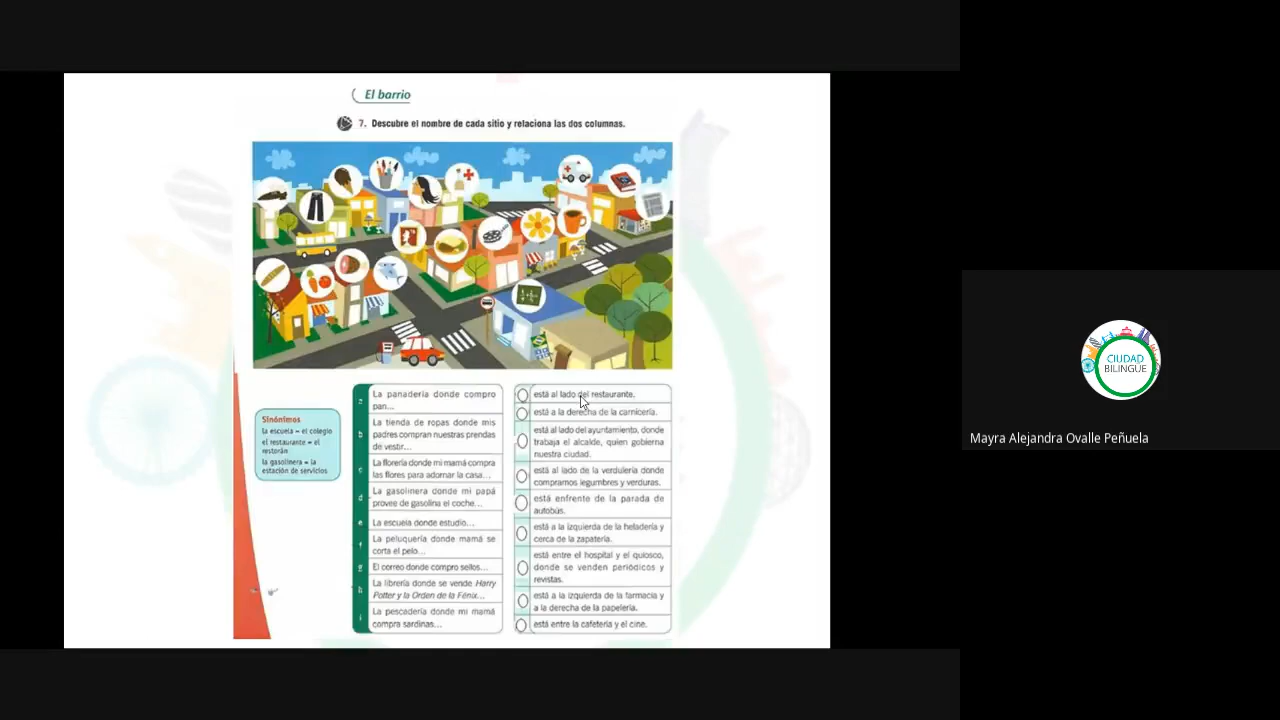 El barrio
7. Descubre el nombre de cada sitio y relaciona las dos columnas.
Sinónimos
la escuela = el colegio
el restaurante = el
restorán
la gasolinera = la
estación de servicios
a
La panadería donde compro
pan...
b
La tienda de ropas donde mis
padres compran nuestras prendas
de vestir...
c
La florería donde mi mamá compra
las flores para adornar la casa...
d
La gasolinera donde mi papá
provee de gasolina el coche...
e
La escuela donde estudio...
f
La peluquería donde mamá se
corta el pelo...
g
El correo donde compro sellos...
h
La librería donde se vende Harry
Potter y la Orden de la Fénix...
i
La pescadería donde mi mamá
compra sardinas...
está al lado del restaurante.
está a la derecha de la carnicería.
está al lado del ayuntamiento, donde
trabaja el alcalde, quien gobierna
nuestra ciudad.
está al lado de la verdulería donde
compramos legumbres y verduras.
está enfrente de la parada de
autobús.
está a la izquierda de la heladería y
cerca de la zapatería.
está entre el hospital y el quiosco,
donde se venden periódicos y
revistas.
está a la izquierda de la farmacia y
a la derecha de la papelería.
está entre la cafetería y el cine.
CIUDAD
BILINGÜE
Mayra Alejandra Ovalle Peñuela